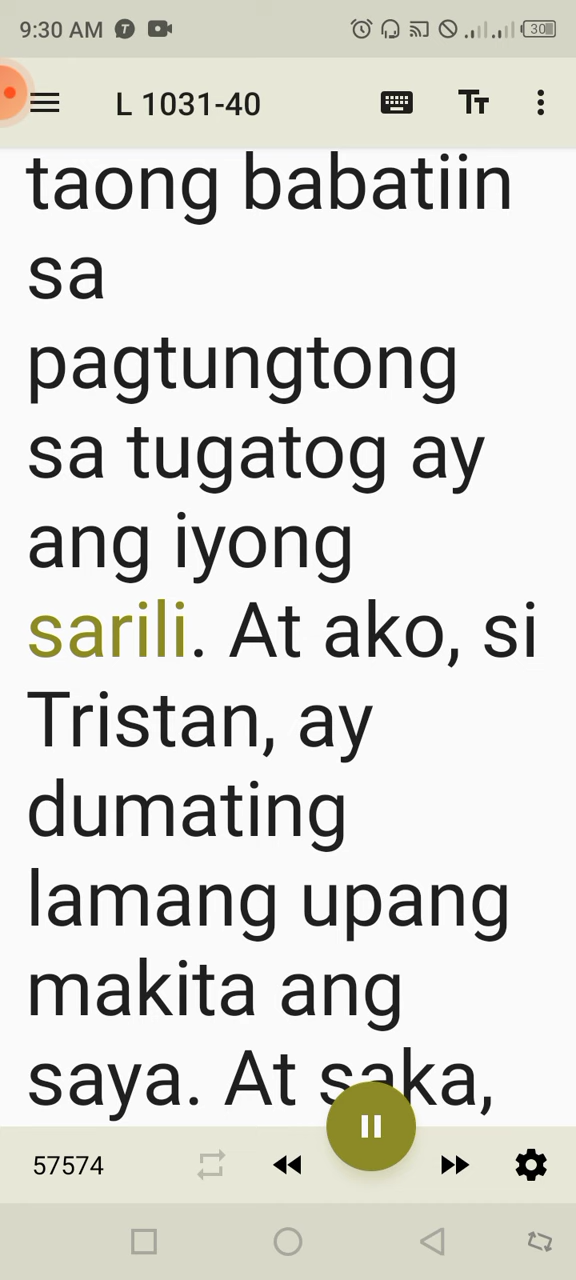 9:30 AM
30
L 1031-40
taong babatiin
sa
pagtungtong
sa tugatog ay
ang iyong
sarili. At ako, si
Tristan, ay
dumating
lamang upang
makita ang
saya. At saka,
57574